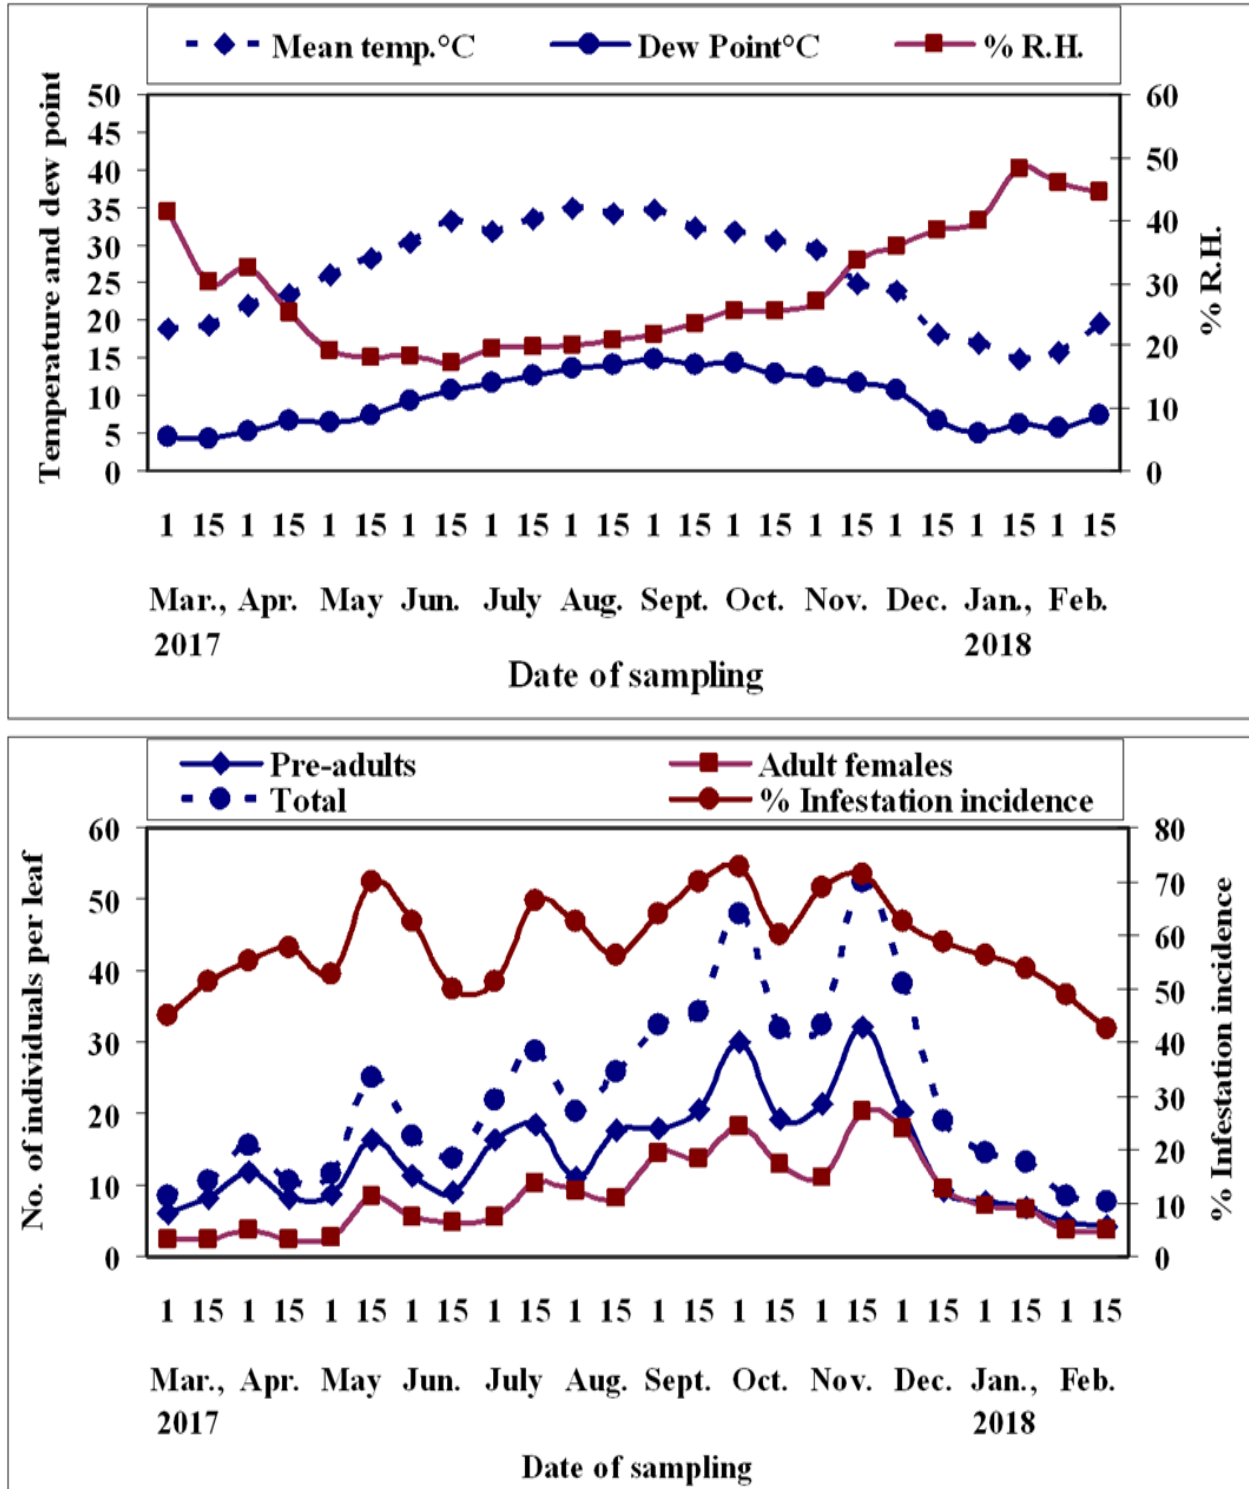 Mean temp.°C Dew Point°C % R.H.
Temperature and dew point
50
45
40
35
30
25
20
15
10
5
0
60
50
40
30
20
10
0
% R.H.
1 15 1 15 1 15 1 15 1 15 1 15 1 15 1 15 1 15 1 15 1 15 1 15
Mar., Apr. May Jun. July Aug. Sept. Oct. Nov. Dec. Jan., Feb.
2017 2018
Date of sampling
Pre-adults Adult females
Total % Infestation incidence
No. of individuals per leaf
60
50
40
30
20
10
0
80
70
60
50
40
30
20
10
0
% Infestation incidence
1 15 1 15 1 15 1 15 1 15 1 15 1 15 1 15 1 15 1 15 1 15 1 15
Mar., Apr. May Jun. July Aug. Sept. Oct. Nov. Dec. Jan., Feb.
2017 2018
Date of sampling